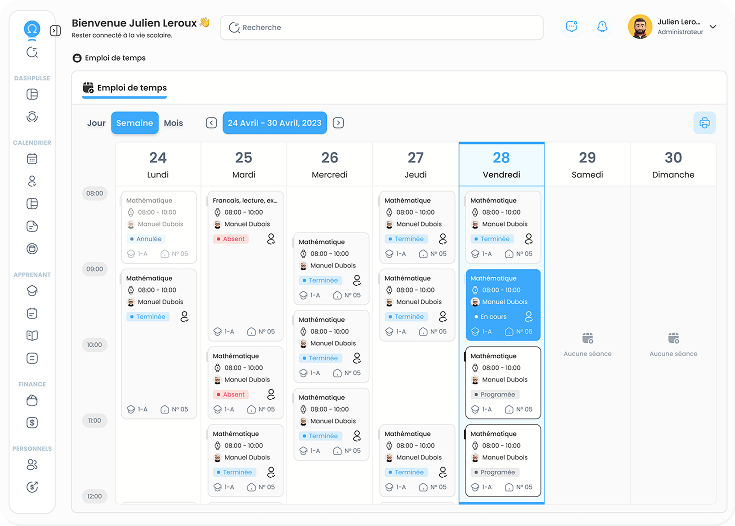 Bienvenue Julien Leroux 👋
Rester connecté à la vie scolaire.
Recherche
Julien Lero...
Administrateur
Emploi de temps
DASHPULSE
CALENDRIER
APPRENANT
FINANCE
PERSONNELS
Emploi de temps
Jour
Semaine
Mois
24 Avril - 30 Avril, 2023
24
Lundi
25
Mardi
26
Mercredi
27
Jeudi
28
Vendredi
29
Samedi
30
Dimanche
08:00
09:00
10:00
11:00
12:00
Mathématique
08:00 - 10:00
Manuel Dubois
Annulée
1-A N° 05
Mathématique
08:00 - 10:00
Manuel Dubois
Terminée
1-A N° 05
Francais, lecture, ex...
08:00 - 10:00
Manuel Dubois
Absent
1-A N° 05
Mathématique
08:00 - 10:00
Manuel Dubois
Absent
1-A N° 05
Mathématique
08:00 - 10:00
Manuel Dubois
Terminée
1-A N° 05
Mathématique
08:00 - 10:00
Manuel Dubois
Terminée
1-A N° 05
Mathématique
08:00 - 10:00
Manuel Dubois
Terminée
1-A N° 05
Mathématique
08:00 - 10:00
Manuel Dubois
Terminée
1-A N° 05
Mathématique
08:00 - 10:00
Manuel Dubois
Terminée
1-A N° 05
Mathématique
08:00 - 10:00
Manuel Dubois
Terminée
1-A N° 05
Mathématique
08:00 - 10:00
Manuel Dubois
Terminée
1-A N° 05
Mathématique
08:00 - 10:00
Manuel Dubois
Terminée
1-A N° 05
Mathématique
08:00 - 10:00
Manuel Dubois
En cours
1-A N° 05
Mathématique
08:00 - 10:00
Manuel Dubois
Programée
1-A N° 05
Mathématique
08:00 - 10:00
Manuel Dubois
Programée
1-A N° 05
Aucune séance
Aucune séance